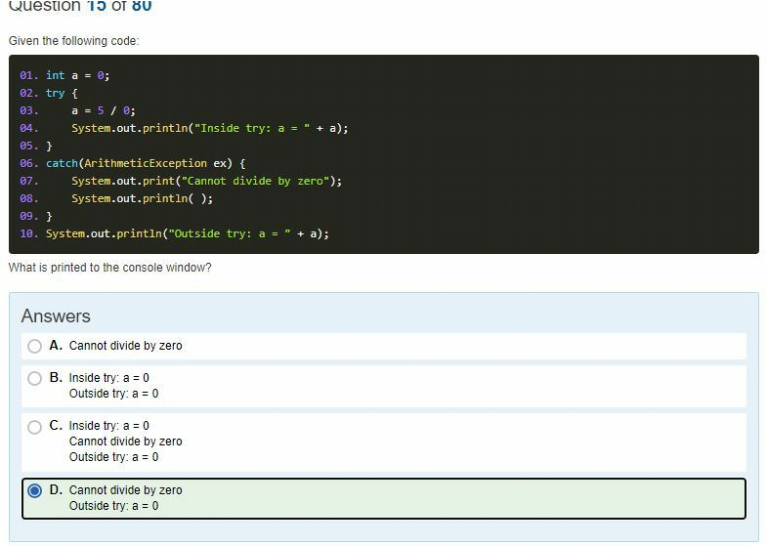 Question 15 of 80
Given the following code:
01. int a = 0;
02. try {
03. a = 5 / 0;
04. System.out.println("Inside try: a = " + a);
05. }
06. catch(ArithmeticException ex) {
07. System.out.print("Cannot divide by zero");
08. System.out.println( );
09. }
10. System.out.println("Outside try: a = " + a);
What is printed to the console window?
Answers
A. Cannot divide by zero
B. Inside try: a = 0
Outside try: a = 0
C. Inside try: a = 0
Cannot divide by zero
Outside try: a = 0
D. Cannot divide by zero
Outside try: a = 0